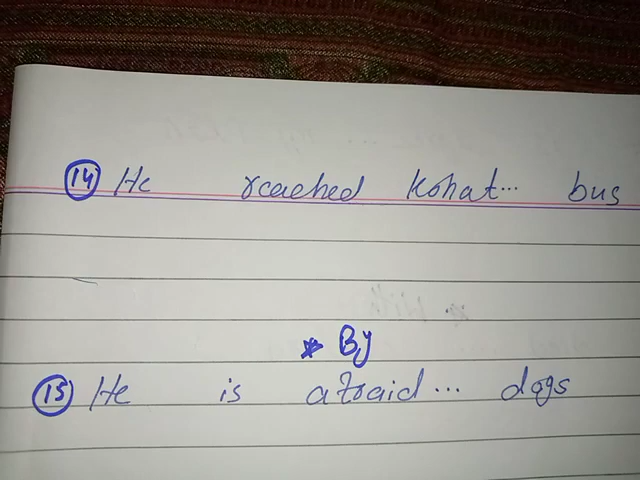 14 He reached Kohat... bus
* By
15 He is afraid... dogs